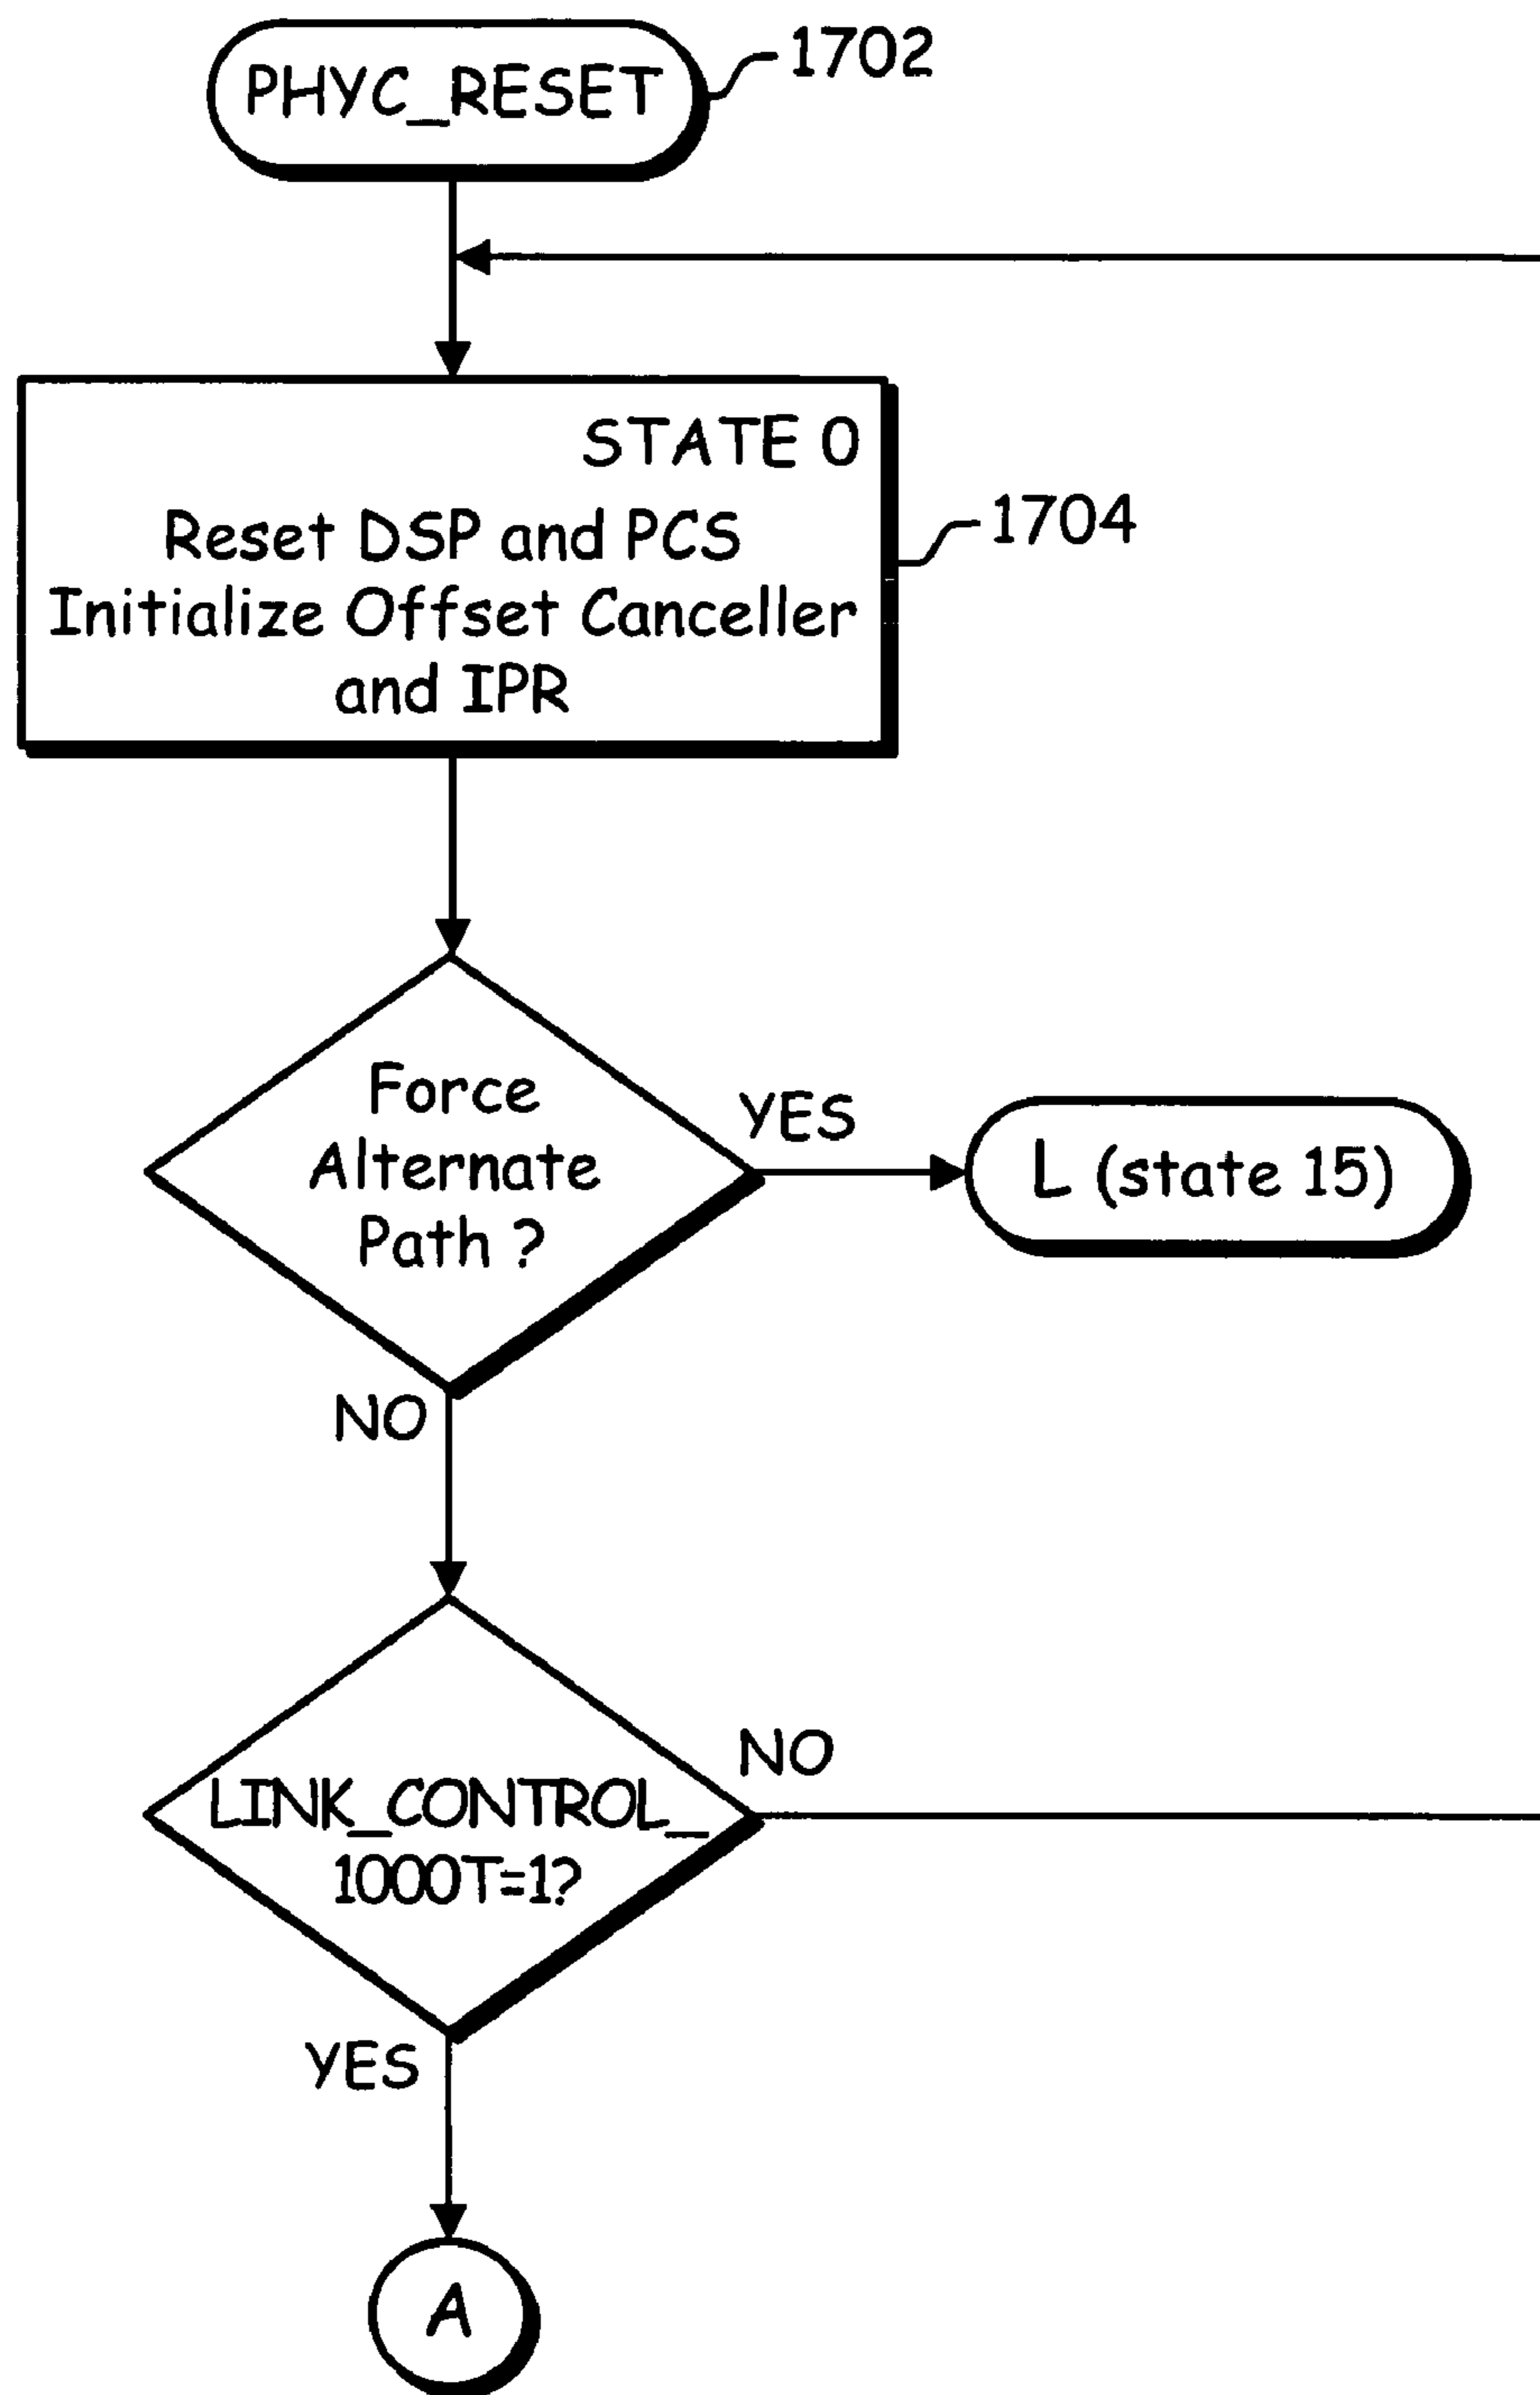 PHYC_RESET
1702
STATE 0
Reset DSP and PCS
Initialize Offset Canceller
and IPR
1704
Force
Alternate
Path ?
YES
L (state 15)
NO
LINK_CONTROL_
1000T=1?
NO
YES
A